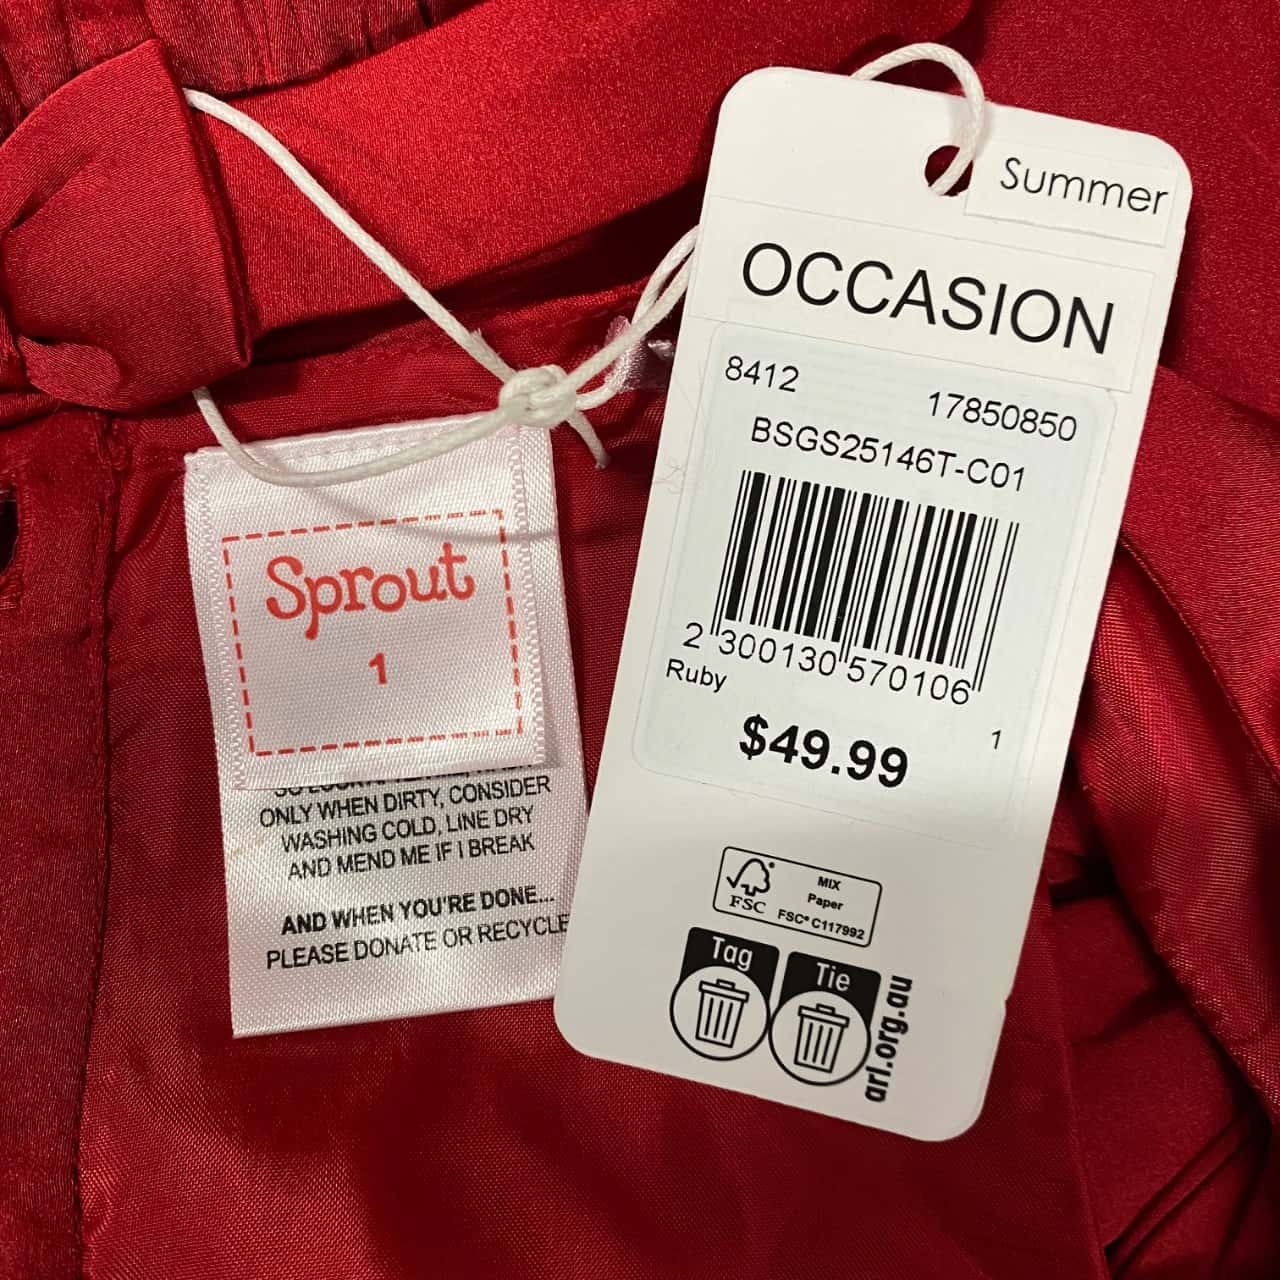 Sprout
1
ONLY WHEN DIRTY, CONSIDER
WASHING COLD, LINE DRY
AND MEND ME IF I BREAK
AND WHEN YOU'RE DONE...
PLEASE DONATE OR RECYCLE
Summer
OCCASION
8412 17850850
BSGS25146T-C01
2 300130 570106
Ruby 1
$49.99
FSC
MIX
Paper
FSC® C117992
Tag Tie
arl.org.au